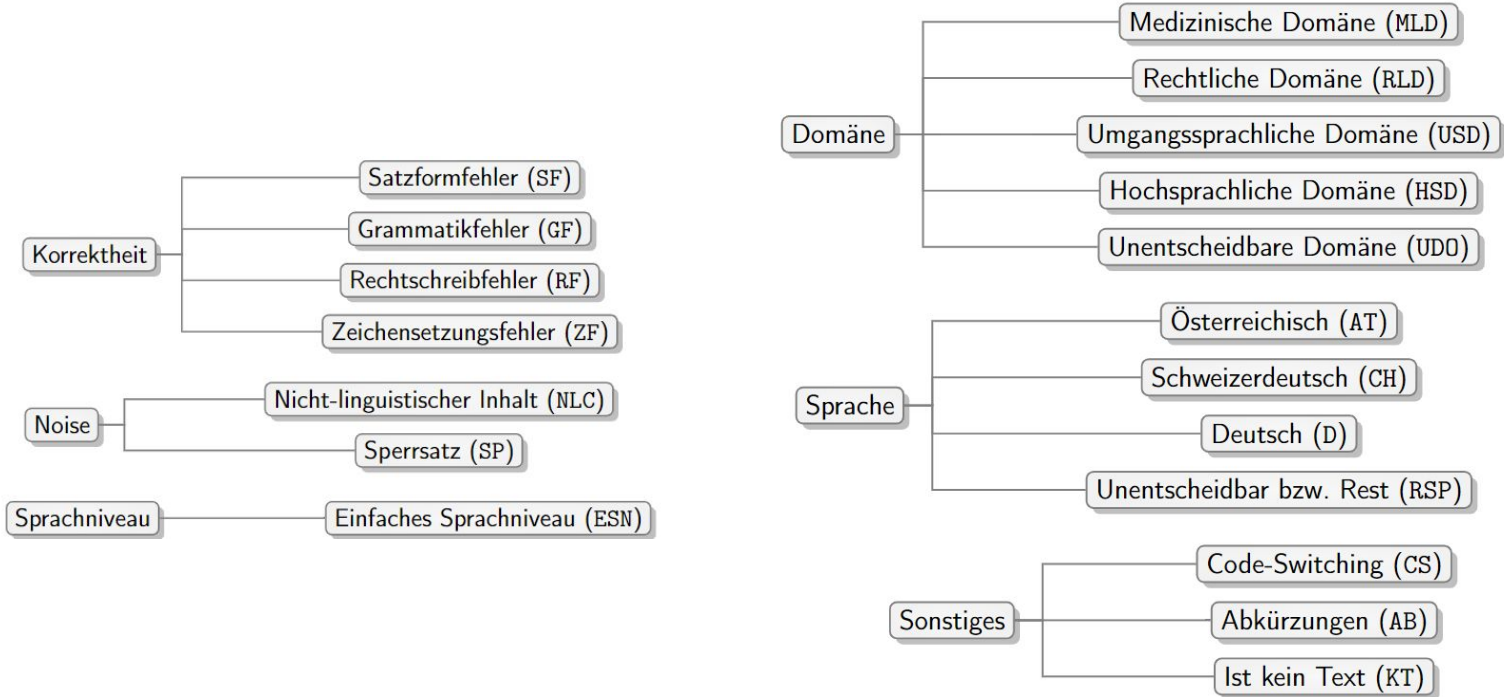 Korrektheit
Satzformfehler (SF)
Grammatikfehler (GF)
Rechtschreibfehler (RF)
Zeichensetzungsfehler (ZF)
Noise
Nicht-linguistischer Inhalt (NLC)
Sperrsatz (SP)
Sprachniveau
Einfaches Sprachniveau (ESN)
Domäne
Medizinische Domäne (MLD)
Rechtliche Domäne (RLD)
Umgangssprachliche Domäne (USD)
Hochsprachliche Domäne (HSD)
Unentscheidbare Domäne (UDO)
Sprache
Österreichisch (AT)
Schweizerdeutsch (CH)
Deutsch (D)
Unentscheidbar bzw. Rest (RSP)
Sonstiges
Code-Switching (CS)
Abkürzungen (AB)
Ist kein Text (KT)